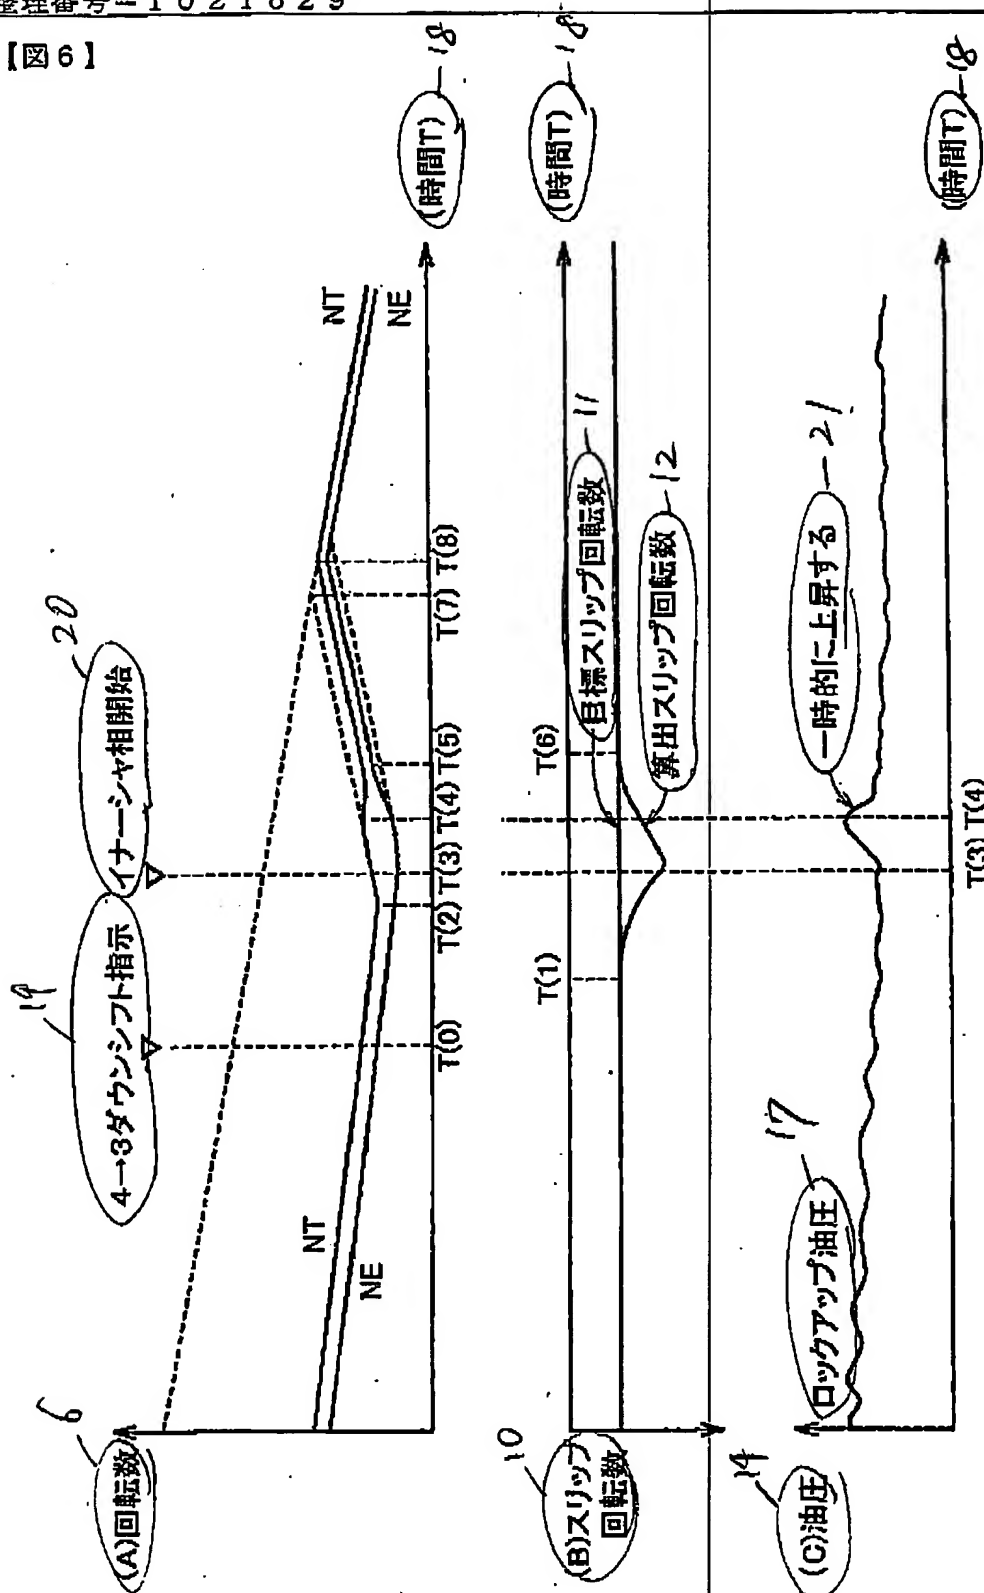 整理番号=1021829
【図6】
19
20
4→3ダウンシフト指示
イナーシャ相開始
6
(A)回転数
NT
NE
NT
NE
T(0)
T(2)
T(3)
T(4)
T(5)
T(7)
T(8)
(時間T)
18
10
(B)スリップ
回転数
T(1)
T(6)
目標スリップ回転数
11
算出スリップ回転数
12
(時間T)
18
14
(C)油圧
ロックアップ油圧
17
一時的に上昇する
21
T(3)
T(4)
(時間T)
18